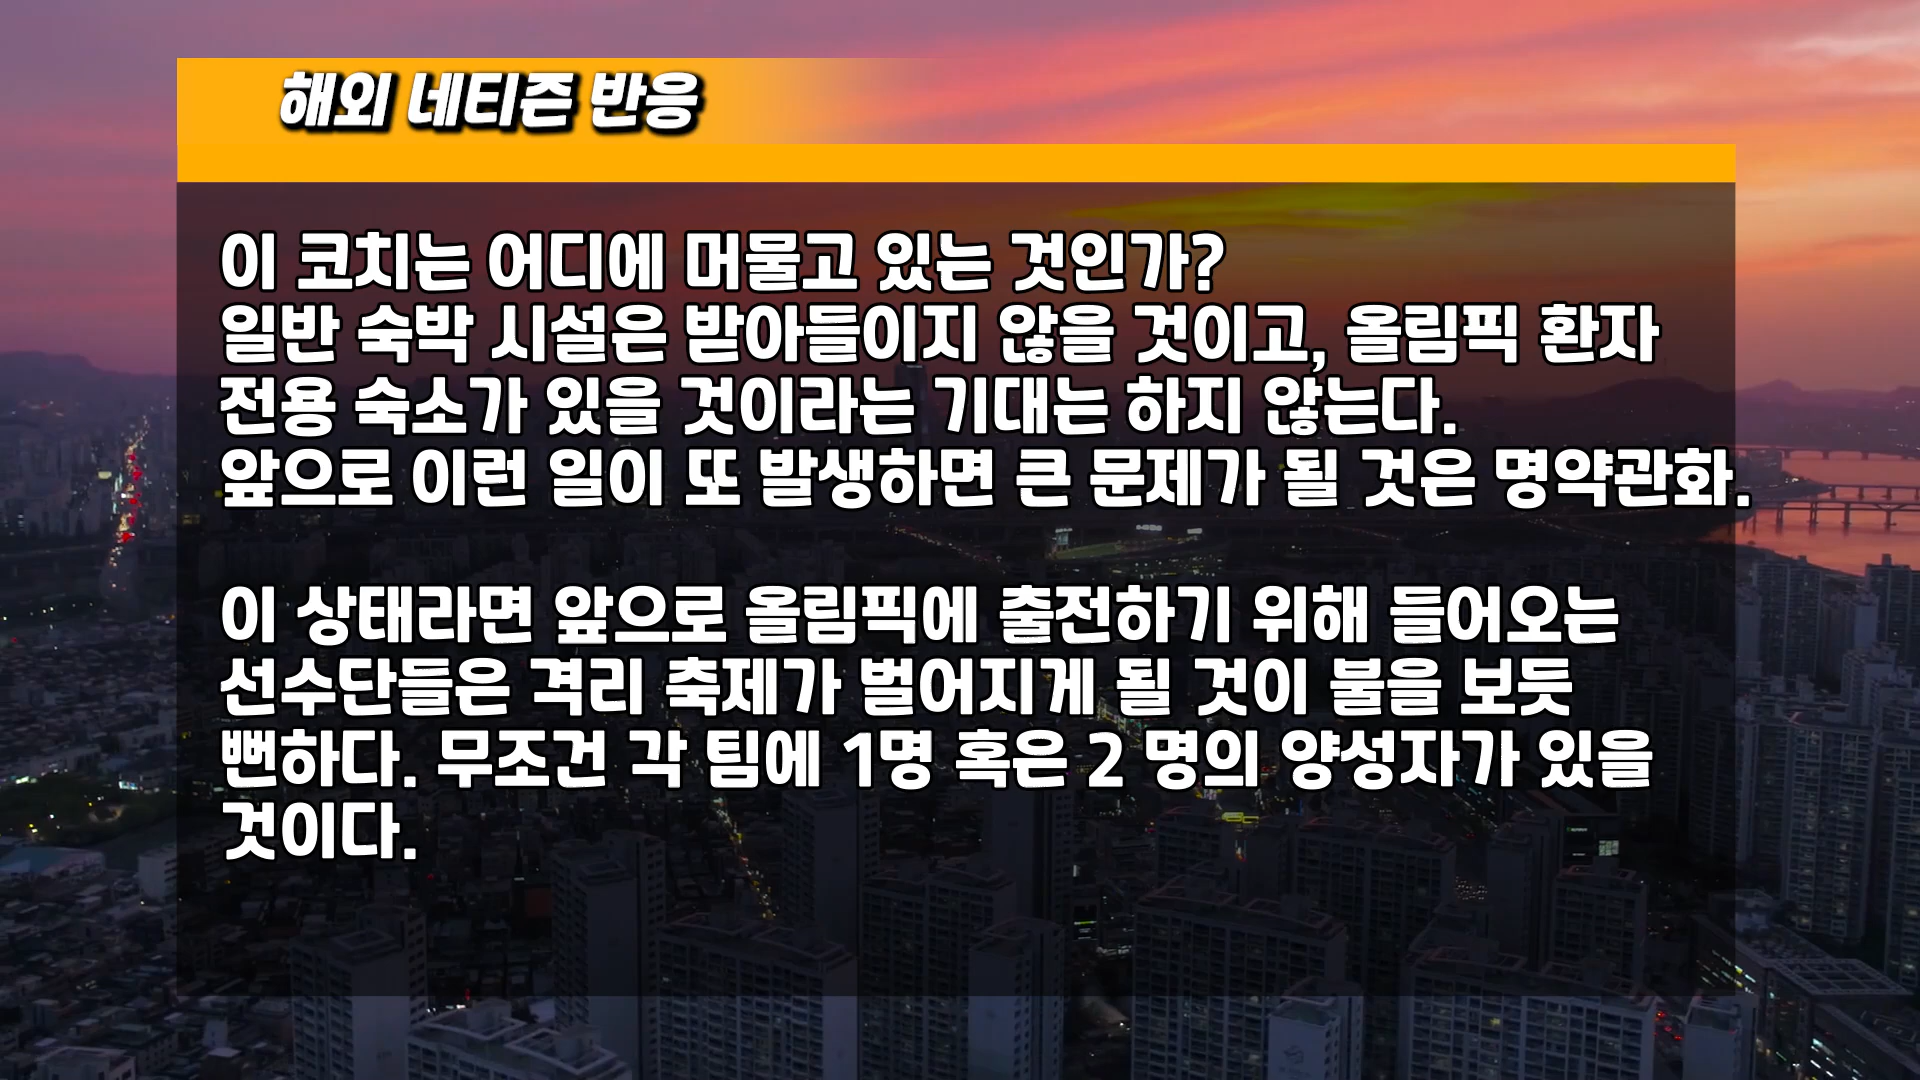 해외 네티즌 반응
이 코치는 어디에 머물고 있는 것인가?
일반 숙박 시설은 받아들이지 않을 것이고, 올림픽 환자
전용 숙소가 있을 것이라는 기대는 하지 않는다.
앞으로 이런 일이 또 발생하면 큰 문제가 될 것은 명약관화.
이 상태라면 앞으로 올림픽에 출전하기 위해 들어오는
선수단들은 격리 축제가 벌어지게 될 것이 불을 보듯
뻔하다. 무조건 각 팀에 1명 혹은 2 명의 양성자가 있을
것이다.